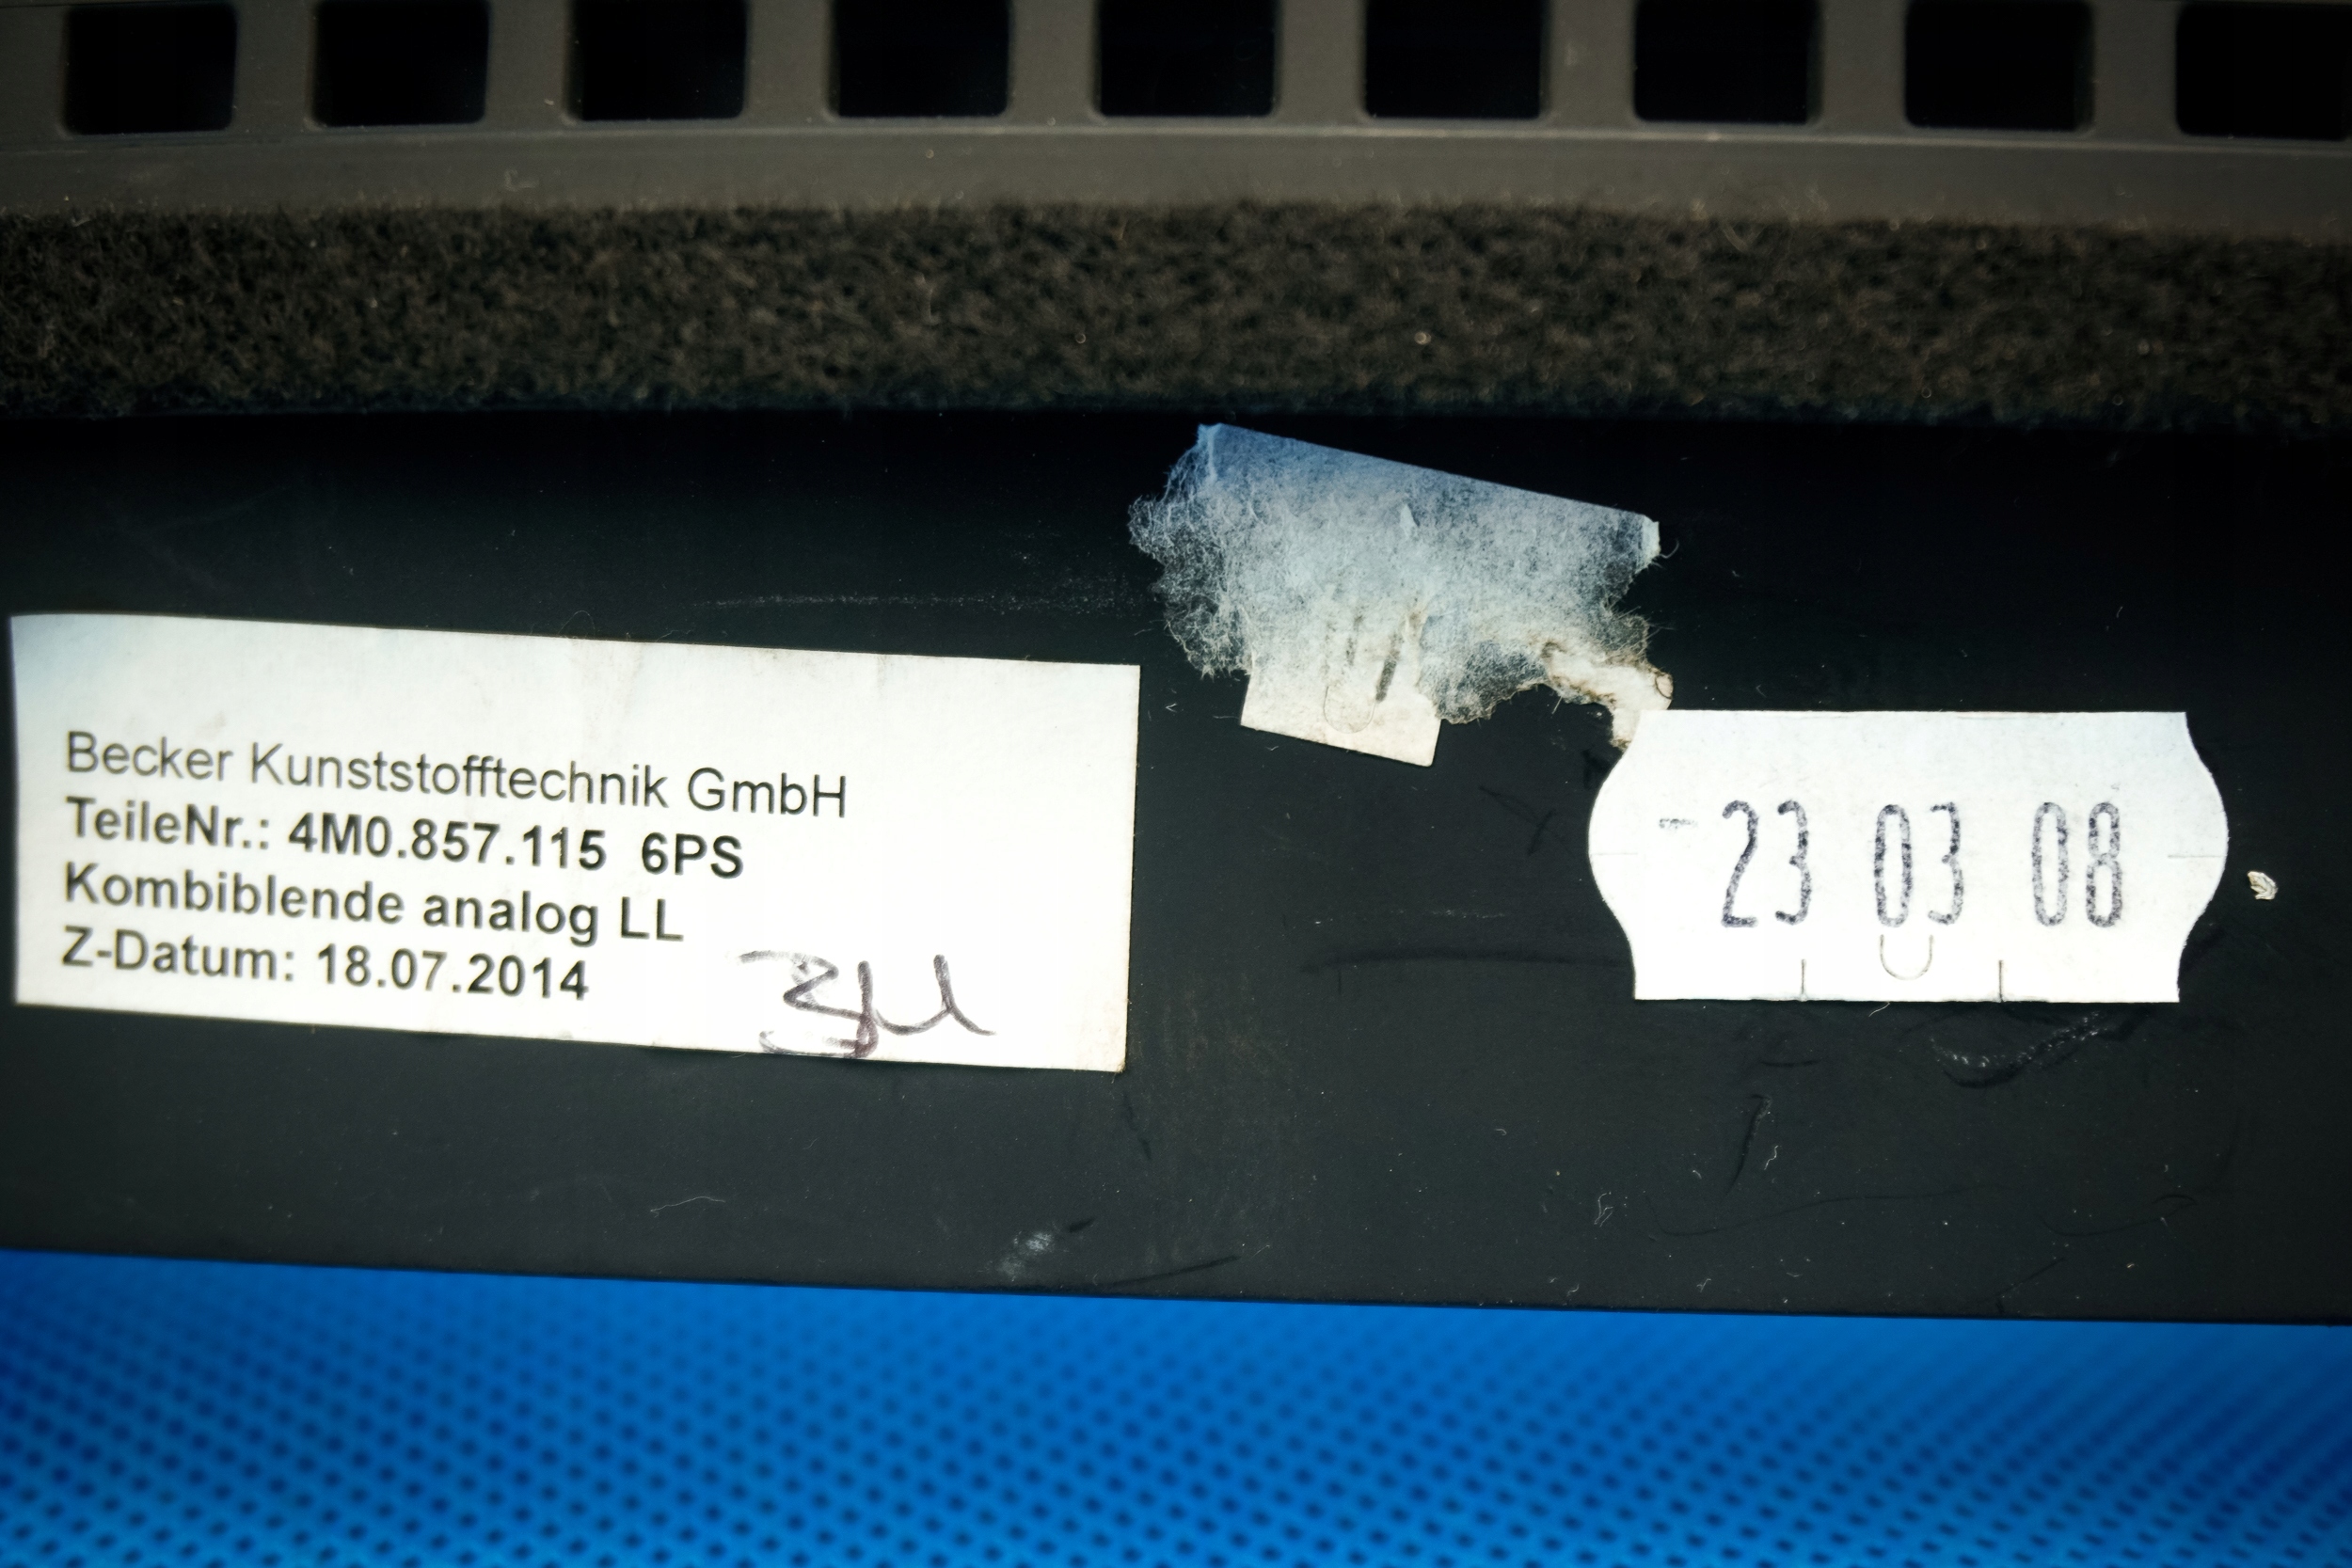 Becker Kunststofftechnik GmbH
TeileNr.: 4M0.857.115 6PS
Kombiblende analog LL
Z-Datum: 18.07.2014
- 23 03 08